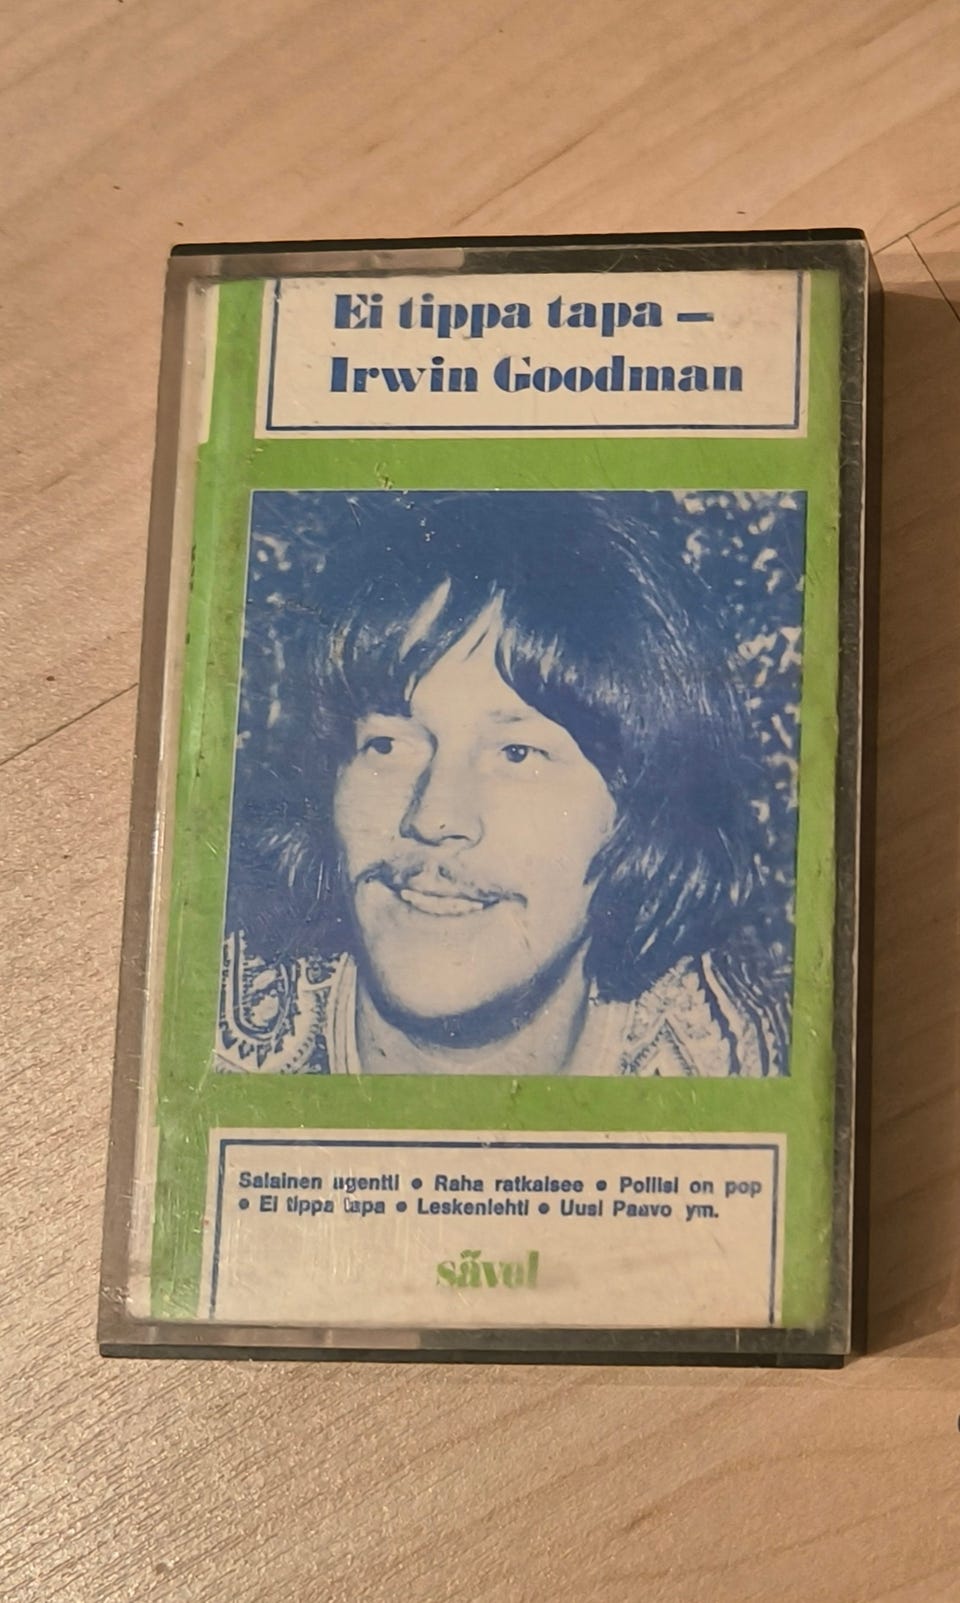 Ei tippa tapa –
Irwin Goodman
Salainen agentti • Raha ratkaisee • Poliisi on pop
• Ei tippa tapa • Leskenlehti • Uusi Paavo ym.
sävel